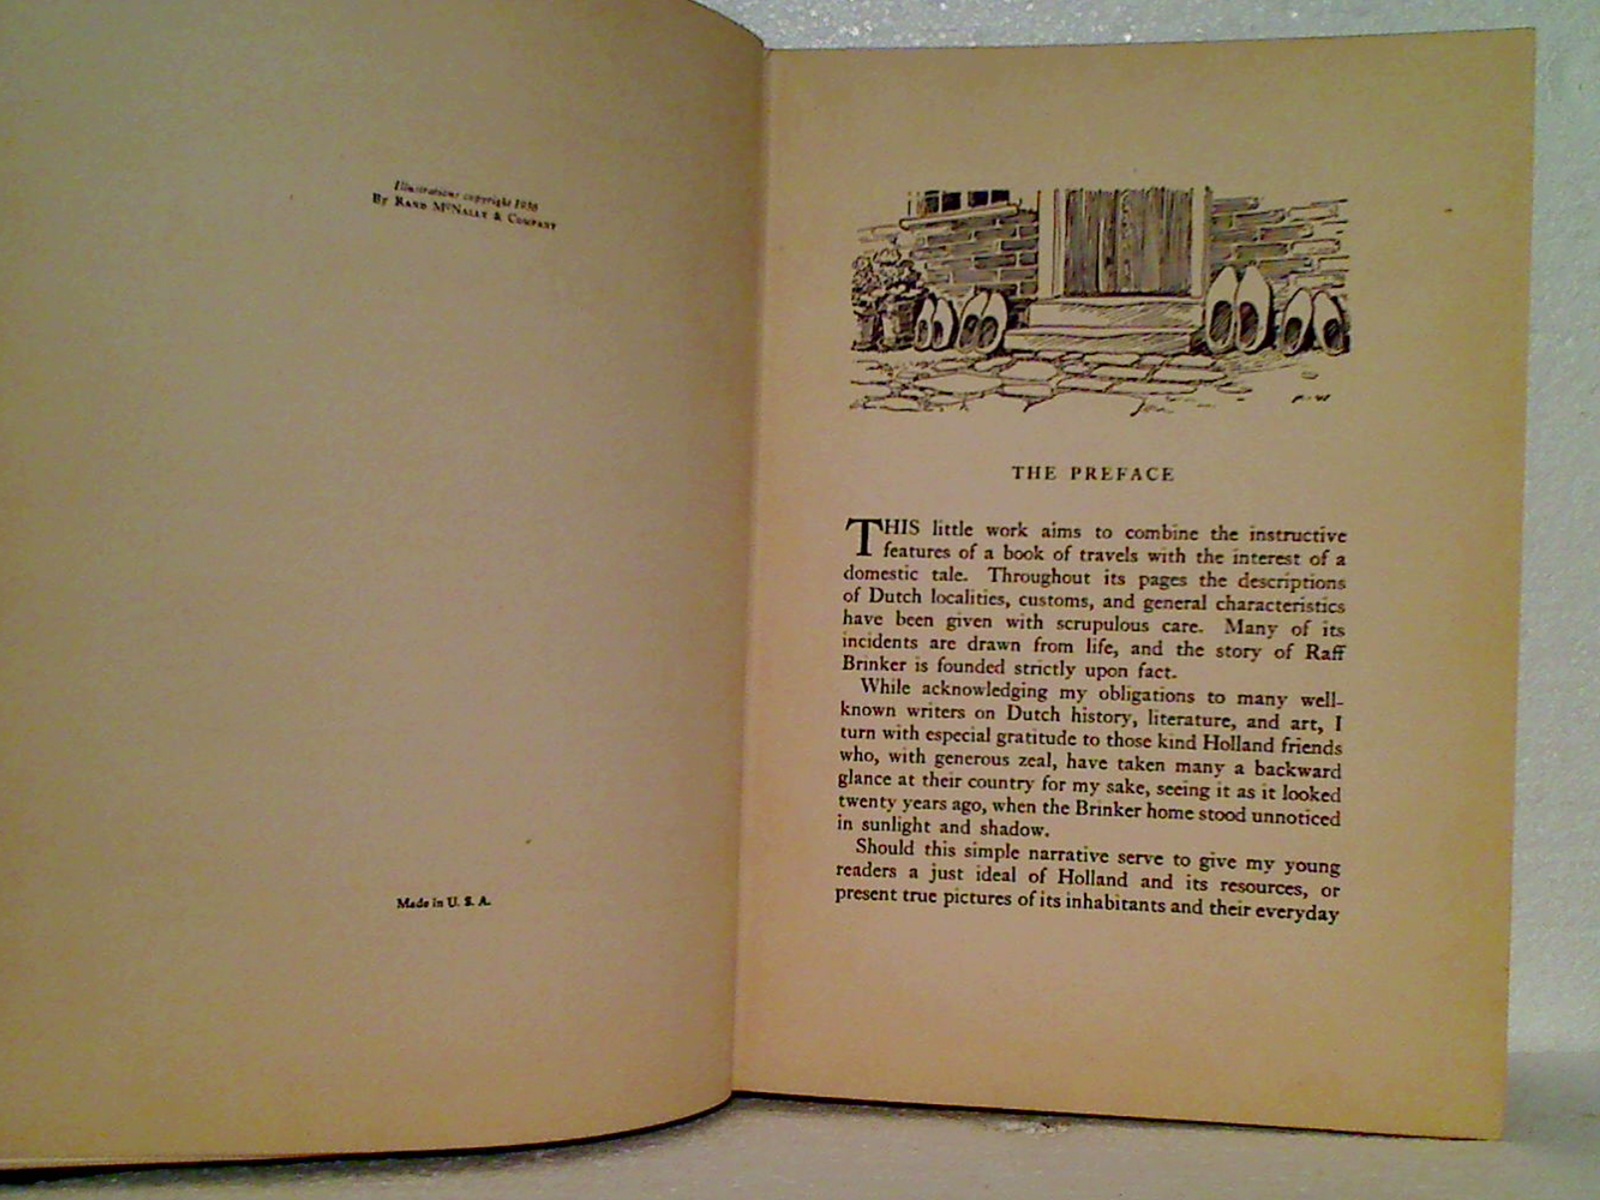 Illustrations copyright 1936
By Rand McNally & Company
Made in U. S. A.
THE PREFACE
THIS little work aims to combine the instructive
features of a book of travels with the interest of a
domestic tale. Throughout its pages the descriptions
of Dutch localities, customs, and general characteristics
have been given with scrupulous care. Many of its
incidents are drawn from life, and the story of Raff
Brinker is founded strictly upon fact.
While acknowledging my obligations to many well-
known writers on Dutch history, literature, and art, I
turn with especial gratitude to those kind Holland friends
who, with generous zeal, have taken many a backward
glance at their country for my sake, seeing it as it looked
twenty years ago, when the Brinker home stood unnoticed
in sunlight and shadow.
Should this simple narrative serve to give my young
readers a just ideal of Holland and its resources, or
present true pictures of its inhabitants and their everyday